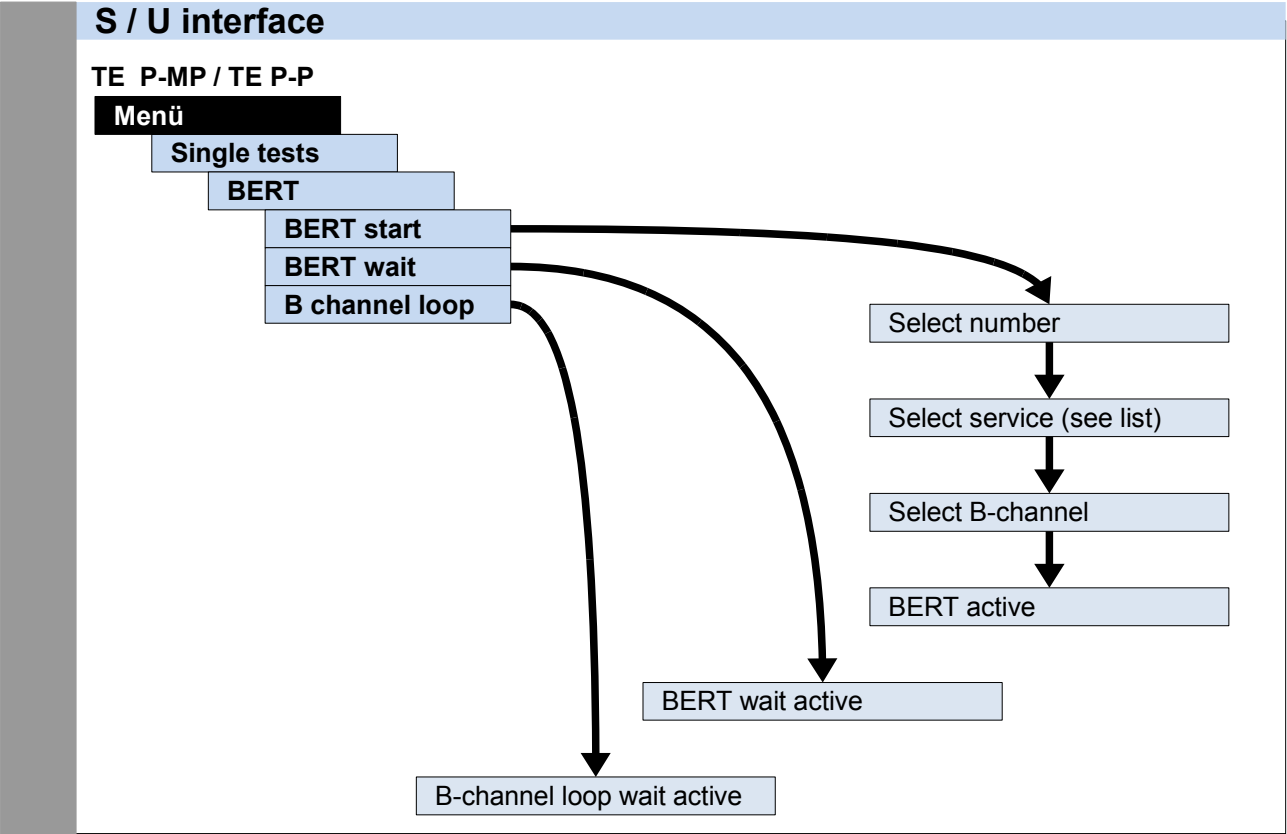 S / U interface
TE P-MP / TE P-P
Menü
Single tests
BERT
BERT start
BERT wait
B channel loop
Select number
Select service (see list)
Select B-channel
BERT active
BERT wait active
B-channel loop wait active